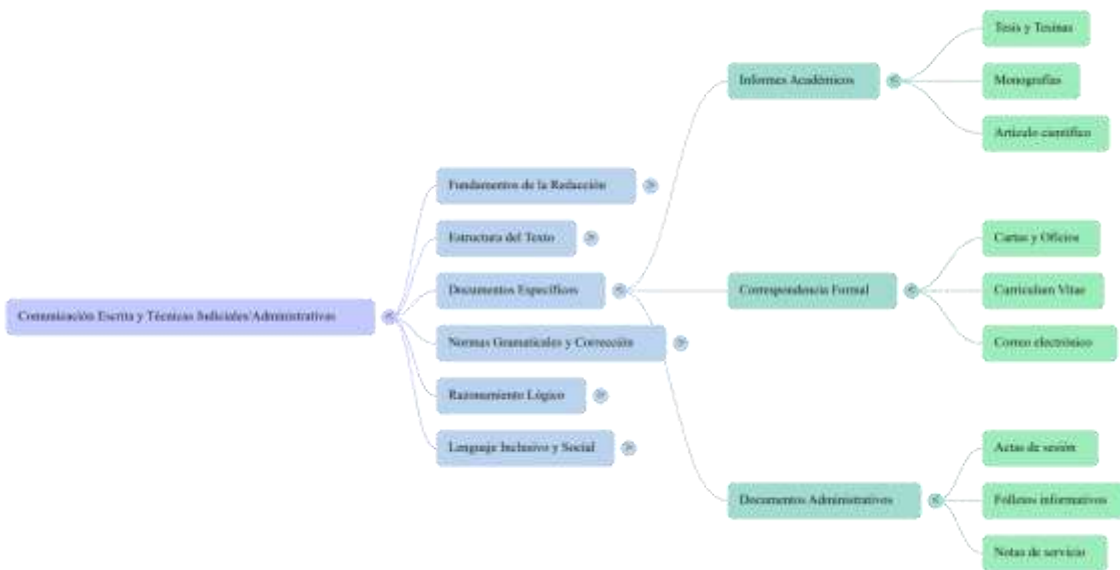 Comunicación Escrita y Técnicas Judiciales/Administrativas
Fundamentos de la Redacción
Estructura del Texto
Documentos Específicos
Normas Gramaticales y Corrección
Razonamiento Lógico
Lenguaje Inclusivo y Social
Informes Académicos
Tesis y Tesinas
Monografías
Artículo científico
Correspondencia Formal
Cartas y Oficios
Curriculum Vitae
Correo electrónico
Documentos Administrativos
Actas de sesión
Folletos informativos
Notas de servicio